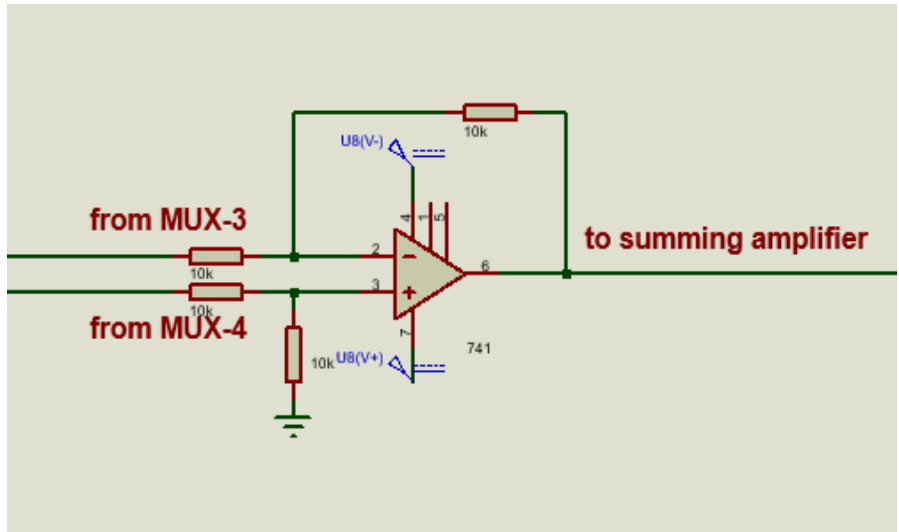 10k
U8(V-)
4
1
5
from MUX-3
2
6
to summing amplifier
10k
3
10k
from MUX-4
7
10k
U8(V+)
741